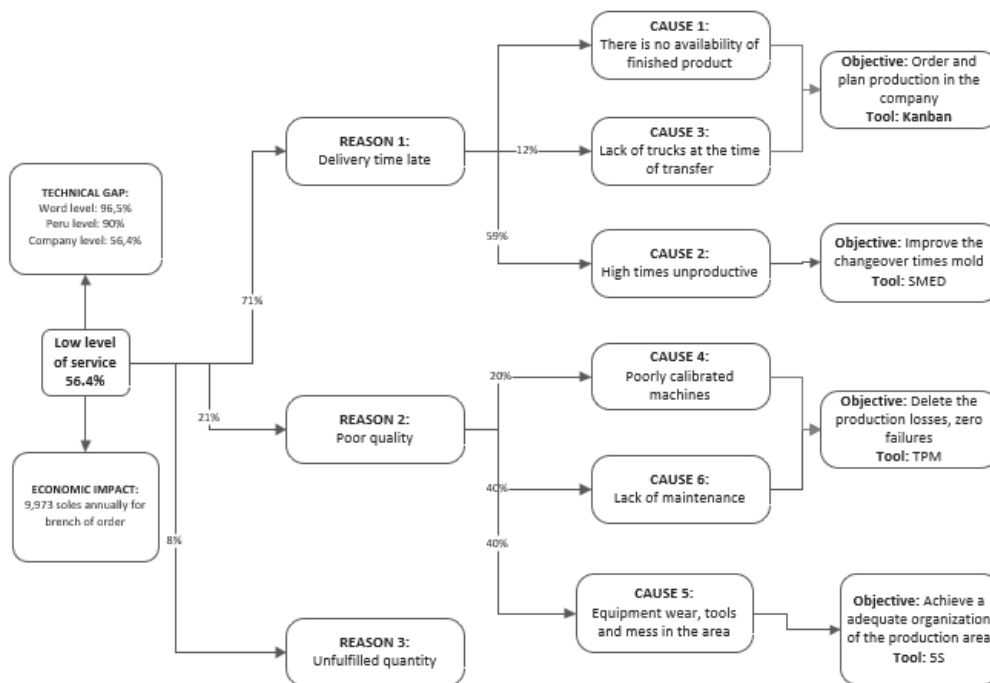 TECHNICAL GAP:
Word level: 96,5%
Peru level: 90%
Company level: 56,4%
Low level
of service
56.4%
ECONOMIC IMPACT:
9,973 soles annually for
brench of order
71%
21%
8%
REASON 1:
Delivery time late
REASON 2:
Poor quality
REASON 3:
Unfulfilled quantity
12%
59%
20%
40%
40%
CAUSE 1:
There is no availability of
finished product
CAUSE 3:
Lack of trucks at the time
of transfer
CAUSE 2:
High times unproductive
CAUSE 4:
Poorly calibrated
machines
CAUSE 6:
Lack of maintenance
CAUSE 5:
Equipment wear, tools
and mess in the area
Objective: Order and
plan production in the
company
Tool: Kanban
Objective: Improve the
changeover times mold
Tool: SMED
Objective: Delete the
production losses, zero
failures
Tool: TPM
Objective: Achieve a
adequate organization
of the production area
Tool: 5S